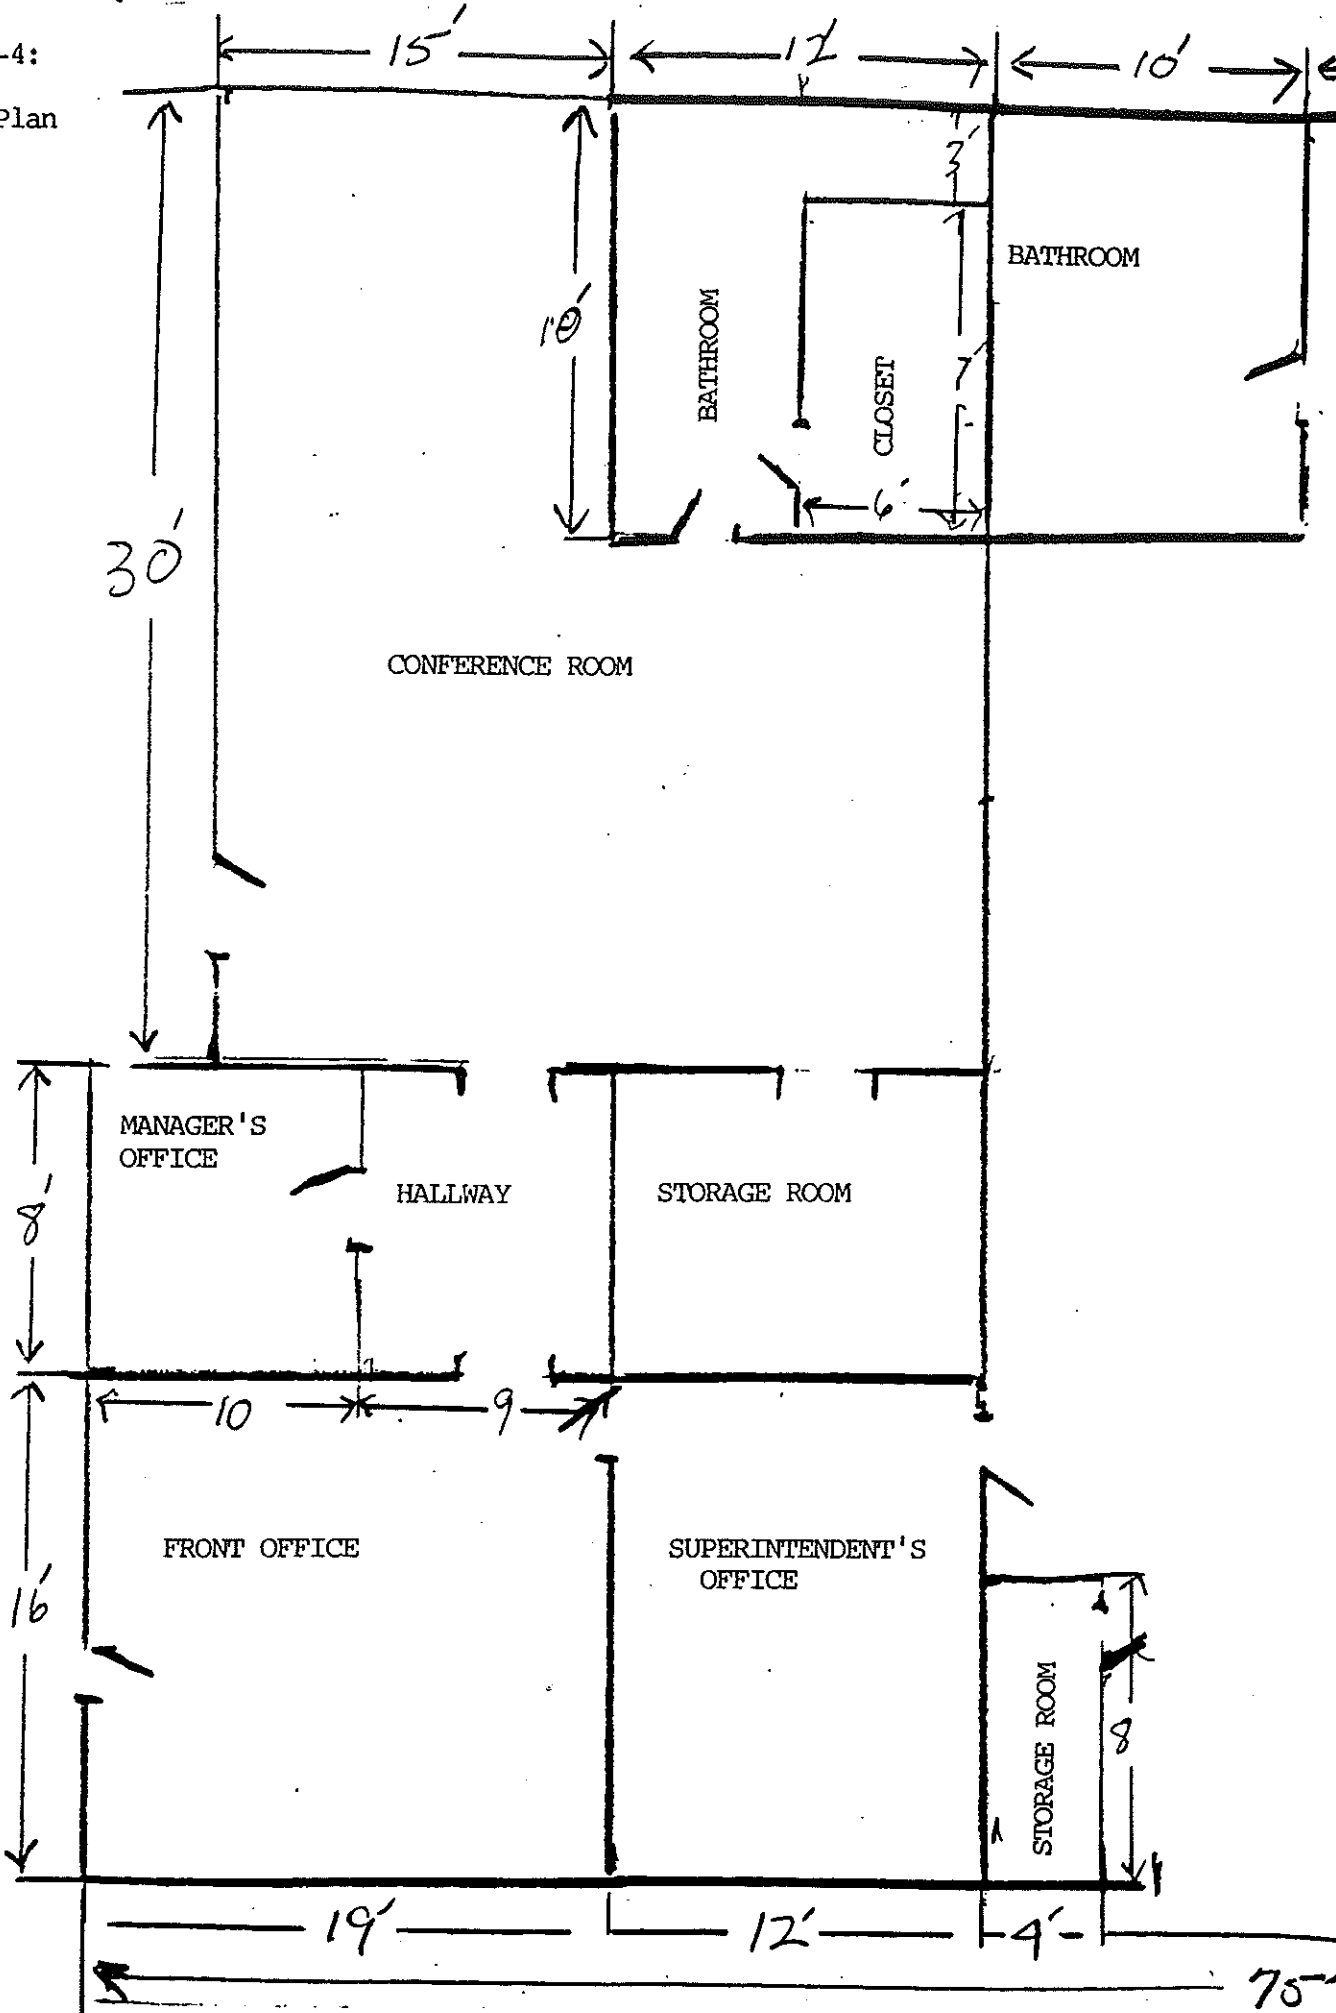 -4:
Plan
15'
12'
10'
3'
BATHROOM
10'
BATHROOM
CLOSET
7'
6'
30'
CONFERENCE ROOM
MANAGER'S
OFFICE
HALLWAY
STORAGE ROOM
8'
10
9
FRONT OFFICE
SUPERINTENDENT'S
OFFICE
16'
STORAGE ROOM
8
19'
12'
4'
75'